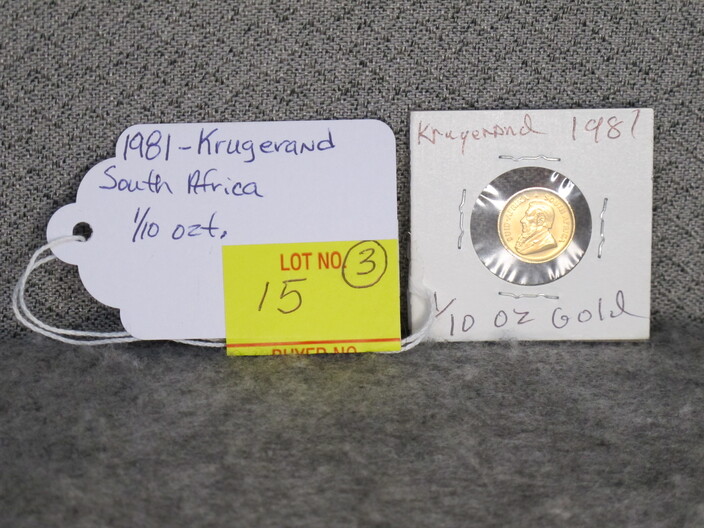 1981 - Krugerand
South Africa
1/10 ozt.
LOT NO. 3
15
BUYER NO.
Krugerand 1981
1/10 oz Gold